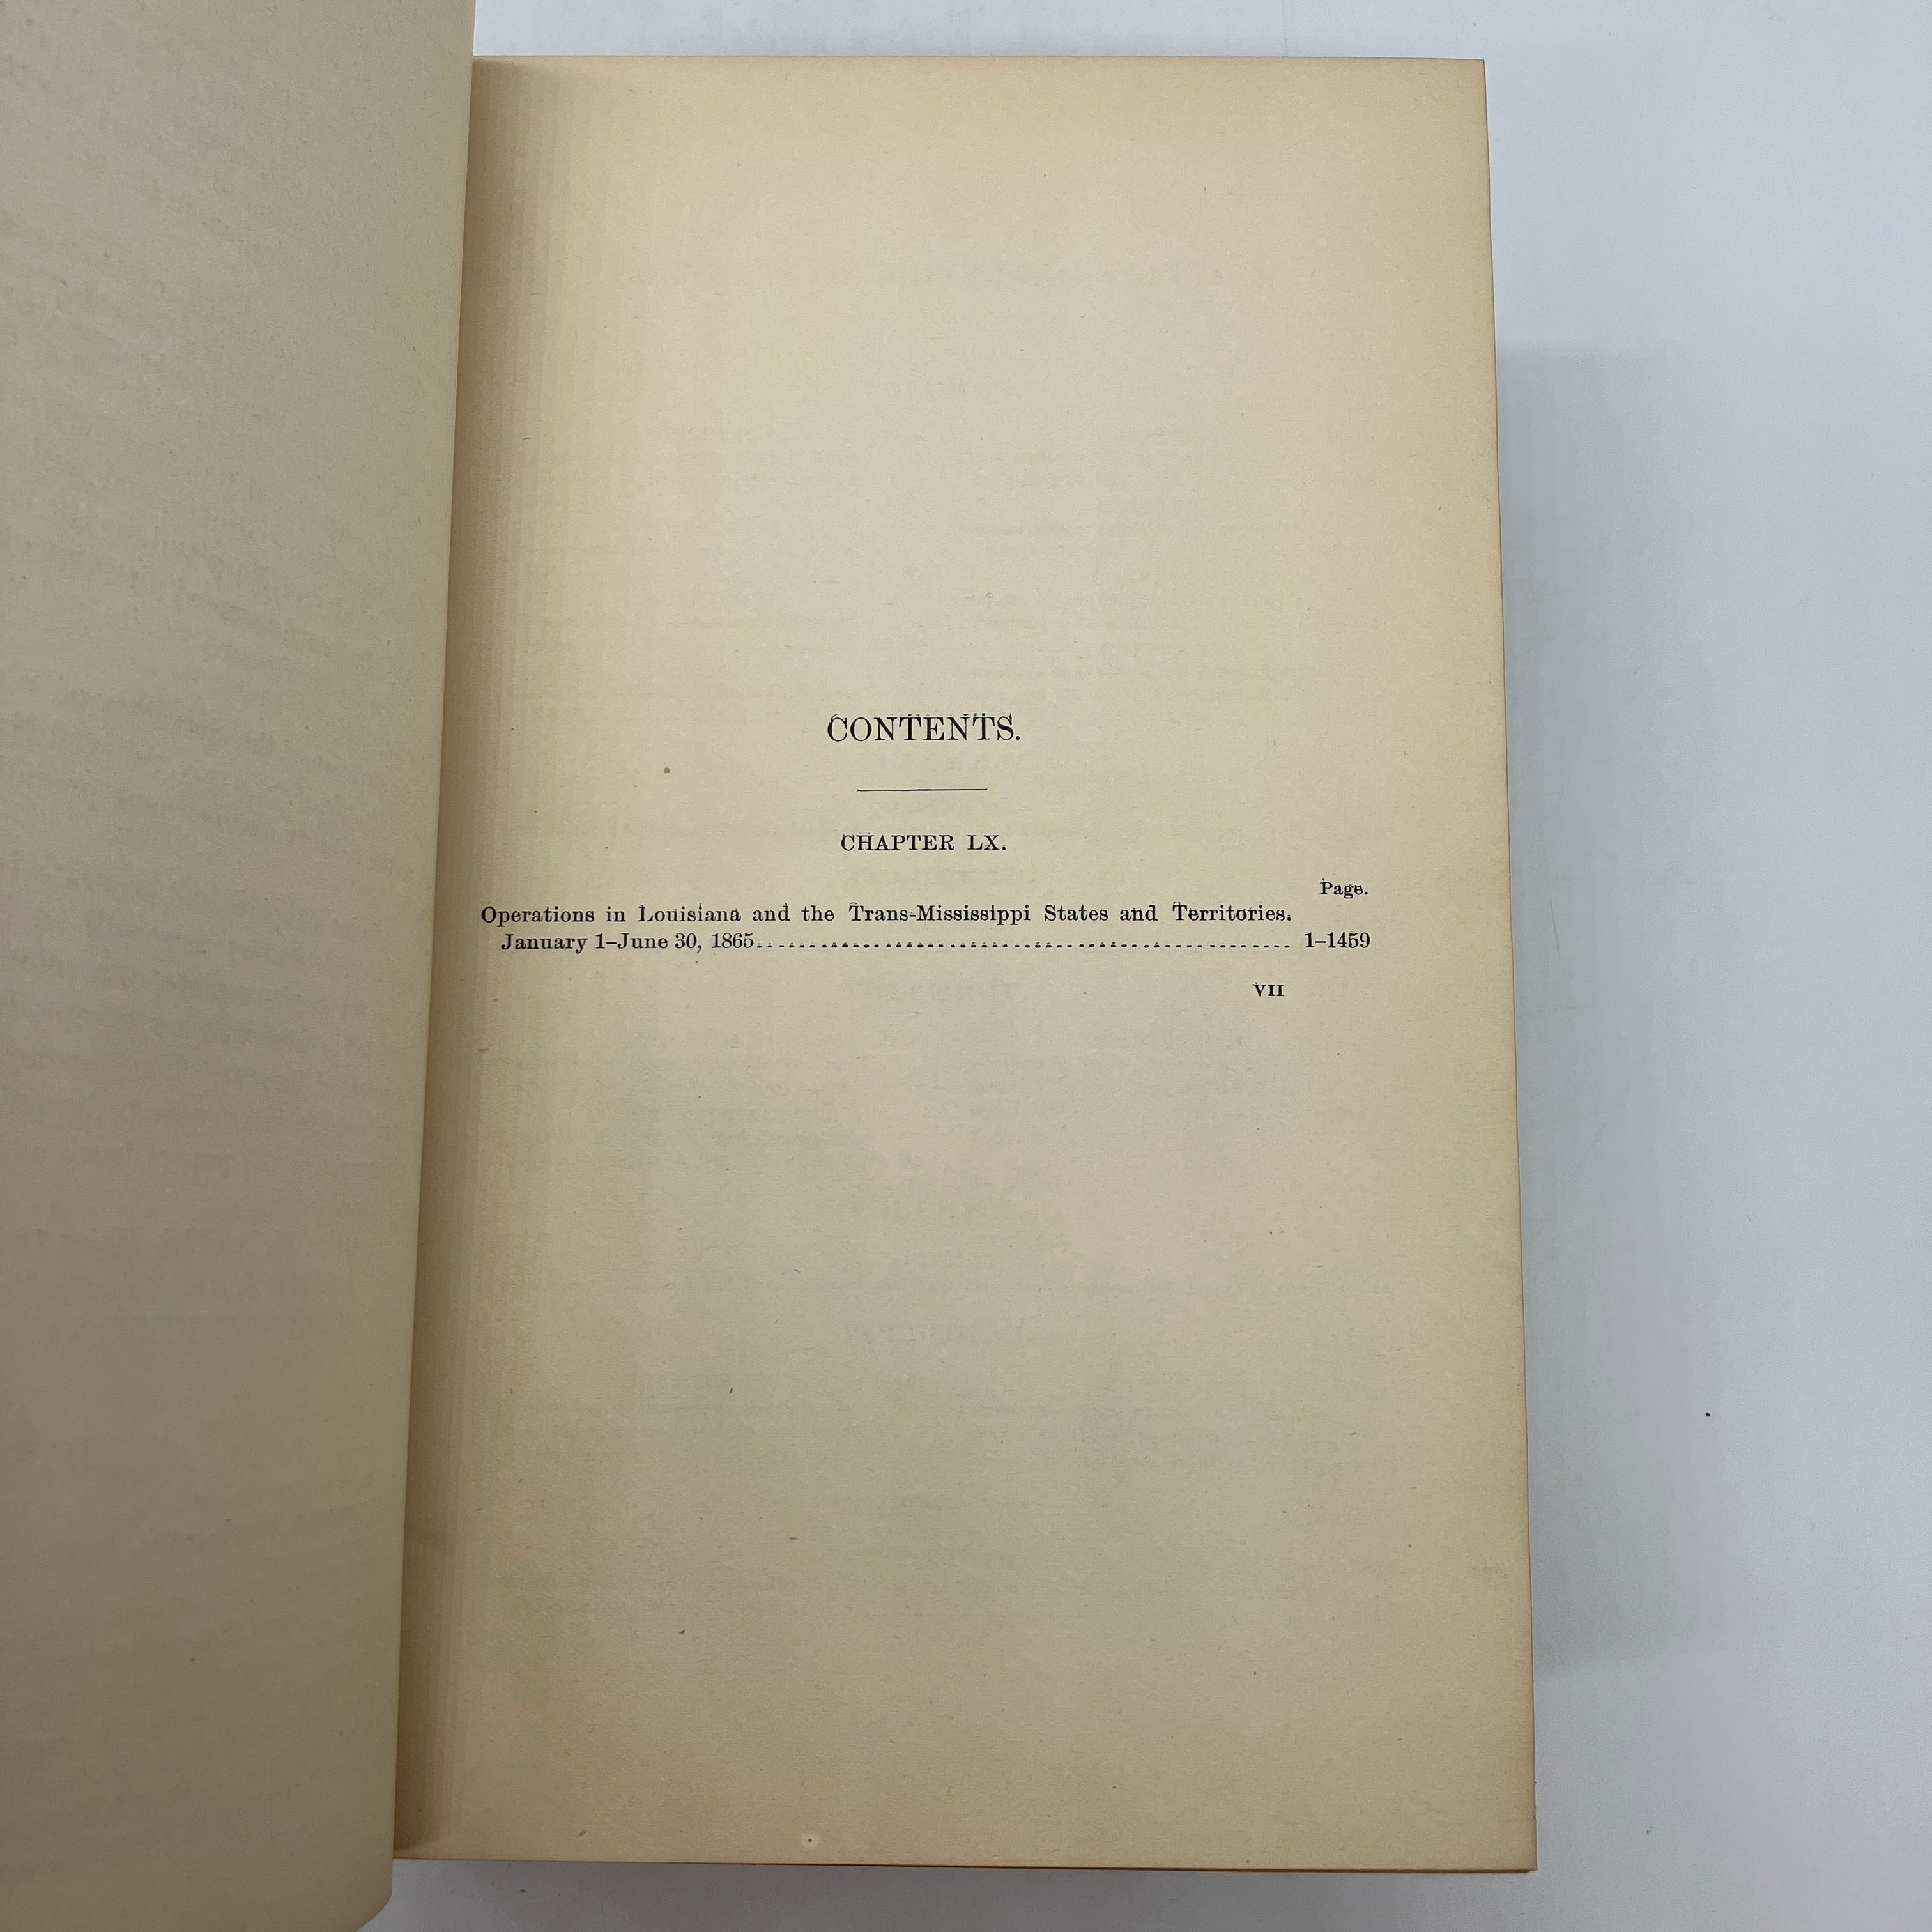 CONTENTS.
CHAPTER LX.
Page.
Operations in Louisiana and the Trans-Mississippi States and Territories.
January 1–June 30, 1865........................................................ 1–1459
VII